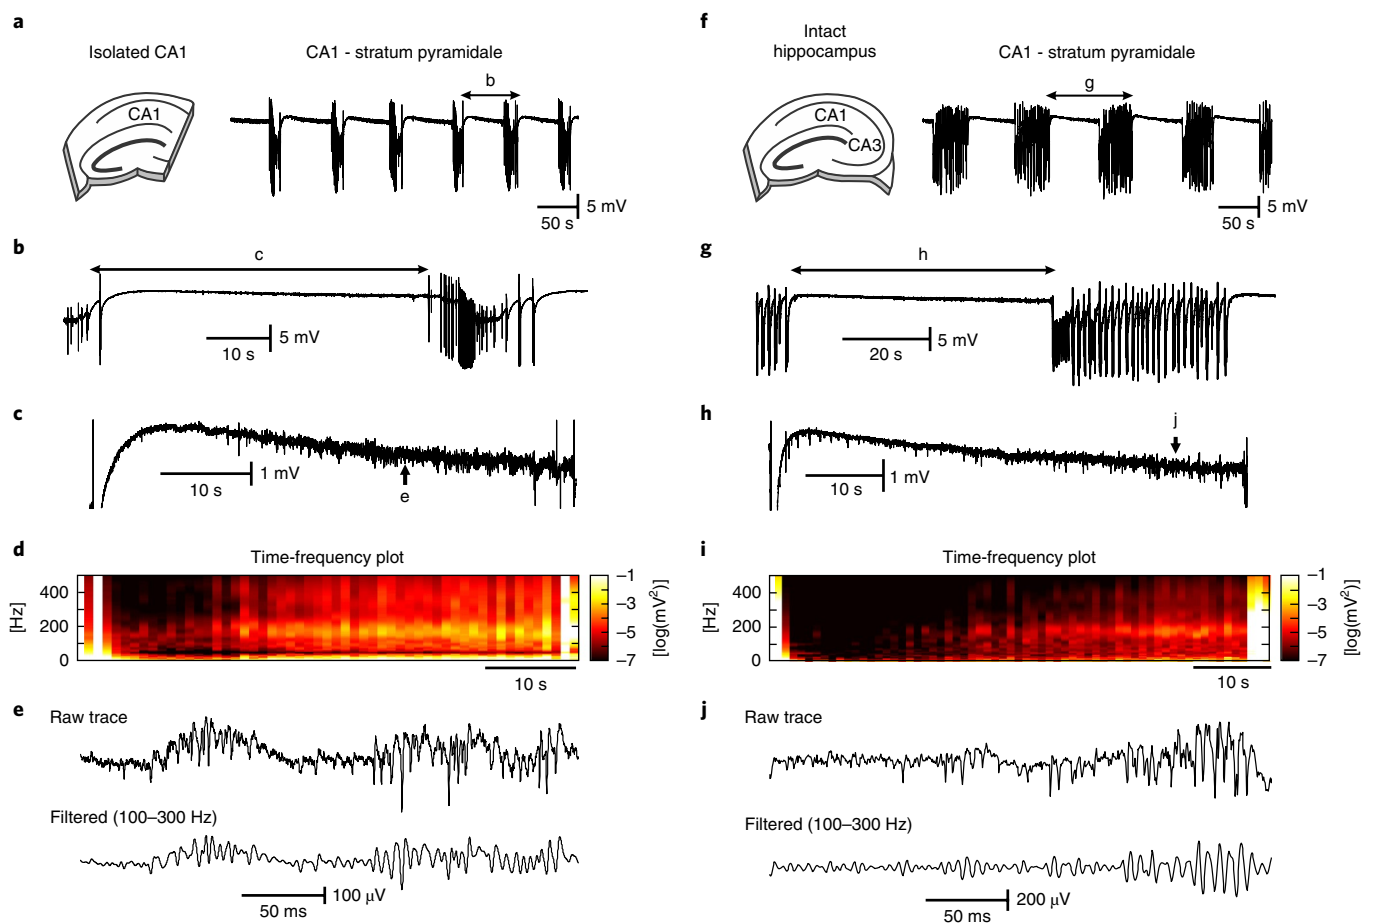 a
Isolated CA1
CA1 - stratum pyramidale
b
CA1
5 mV
50 s
b
c
5 mV
10 s
c
1 mV
10 s
e
d
Time-frequency plot
400
200
0
[Hz]
–1
–3
–5
–7
[log(mV²)]
10 s
e
Raw trace
Filtered (100–300 Hz)
100 μV
50 ms
f
Intact
hippocampus
CA1 - stratum pyramidale
g
CA1
CA3
5 mV
50 s
g
h
5 mV
20 s
h
j
1 mV
10 s
i
Time-frequency plot
400
200
0
[Hz]
–1
–3
–5
–7
[log(mV²)]
10 s
j
Raw trace
Filtered (100–300 Hz)
200 μV
50 ms